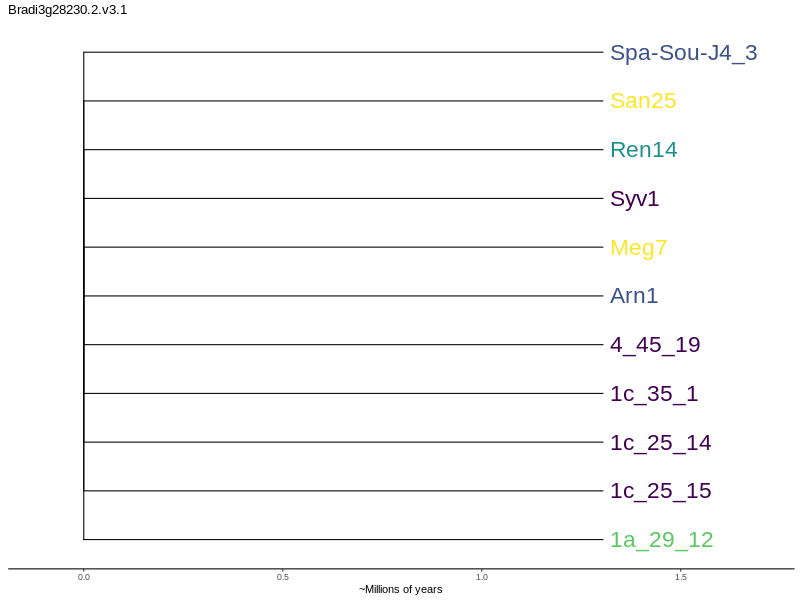 Bradi3g28230.2.v3.1
Spa-Sou-J4_3
San25
Ren14
Syv1
Meg7
Arn1
4_45_19
1c_35_1
1c_25_14
1c_25_15
1a_29_12
0.0 0.5 1.0 1.5
~Millions of years